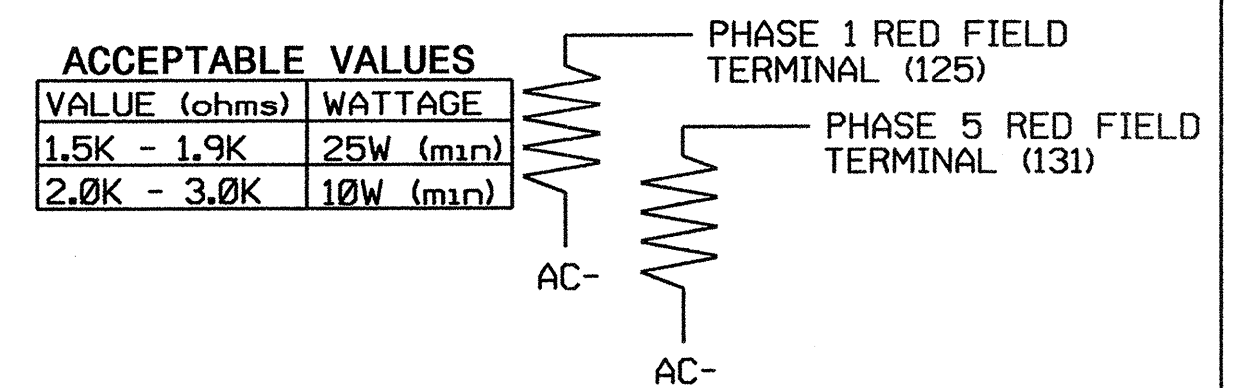 ACCEPTABLE VALUES
VALUE (ohms) WATTAGE
1.5K - 1.9K 25W (min)
2.0K - 3.0K 10W (min)
PHASE 1 RED FIELD
TERMINAL (125)
AC-
PHASE 5 RED FIELD
TERMINAL (131)
AC-